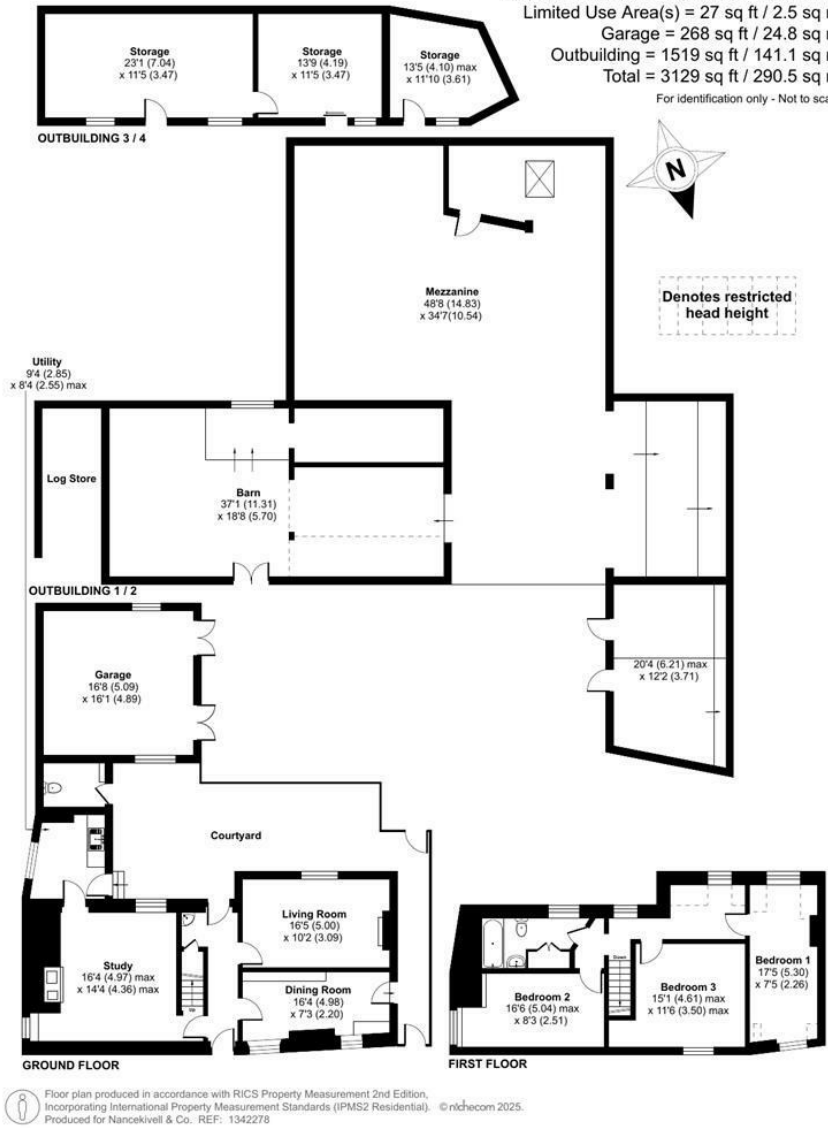 Limited Use Area(s) = 27 sq ft / 2.5 sq m
Garage = 268 sq ft / 24.8 sq m
Outbuilding = 1519 sq ft / 141.1 sq m
Total = 3129 sq ft / 290.5 sq m
For identification only - Not to
Storage
23'1 (7.04)
x 11'5 (3.47)
Storage
13'9 (4.19)
x 11'5 (3.47)
Storage
13'5 (4.10) max
x 11'10 (3.61)
OUTBUILDING 3 / 4
N
Mezzanine
48'8 (14.83)
x 34'7(10.54)
Denotes restricted
head height
Utility
9'4 (2.85)
x 8'4 (2.55) max
Log Store
Barn
37'1 (11.31)
x 18'8 (5.70)
OUTBUILDING 1 / 2
Garage
16'8 (5.09)
x 16'1 (4.89)
20'4 (6.21) max
x 12'2 (3.71)
Courtyard
Living Room
16'5 (5.00)
x 10'2 (3.09)
Study
16'4 (4.97) max
x 14'4 (4.36) max
Up
Dining Room
16'4 (4.98)
x 7'3 (2.20)
GROUND FLOOR
Down
Bedroom 1
17'5 (5.30)
x 7'5 (2.26)
Bedroom 2
16'6 (5.04) max
x 8'3 (2.51)
Bedroom 3
15'1 (4.61) max
x 11'6 (3.50) max
FIRST FLOOR
Floor plan produced in accordance with RICS Property Measurement 2nd Edition,
Incorporating International Property Measurement Standards (IPMS2 Residential). ©nichecom 2025.
Produced for Nancekivell & Co. REF: 1342278